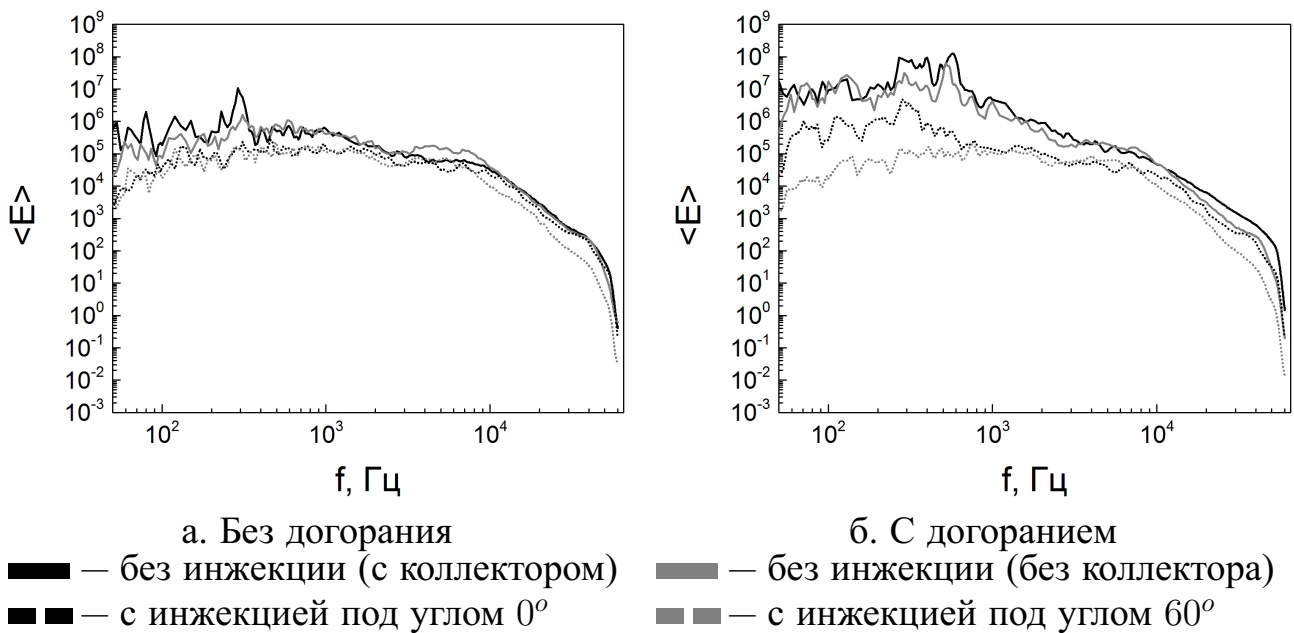 10⁹ 10⁹
10⁸ 10⁸
10⁷ 10⁷
10⁶ 10⁶
10⁵ 10⁵
10⁴ 10⁴
10³ 10³
10² 10²
10¹ 10¹
10⁰ 10⁰
10⁻¹ 10⁻¹
10⁻² 10⁻²
10⁻³ 10⁻³
<E> <E>
10² 10³ 10⁴ 10² 10³ 10⁴
f, Гц f, Гц
а. Без догорания б. С догоранием
— без инжекции (с коллектором) — без инжекции (без коллектора)
— с инжекцией под углом 0ᵒ — с инжекцией под углом 60ᵒ